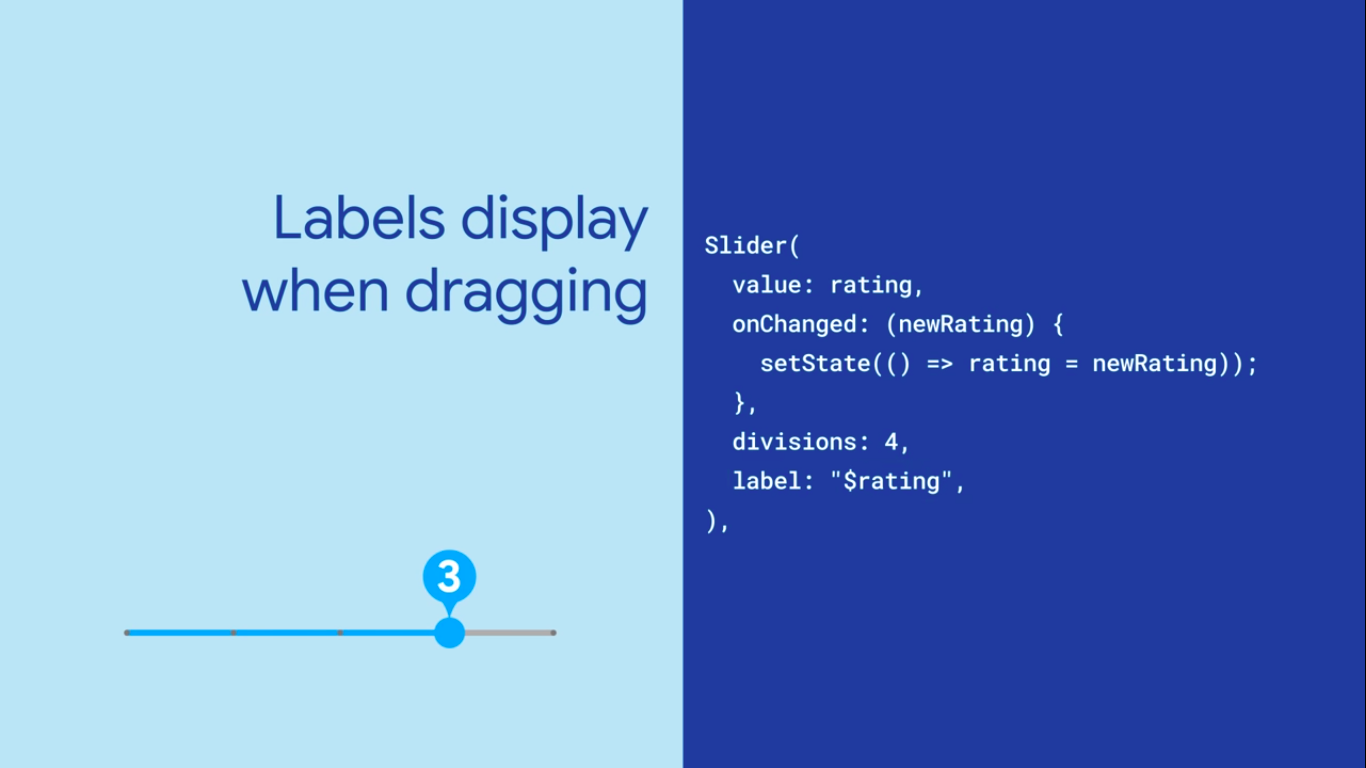 Labels display
when dragging
Slider(
  value: rating,
  onChanged: (newRating) {
    setState(() => rating = newRating));
  },
  divisions: 4,
  label: "$rating",
),
3